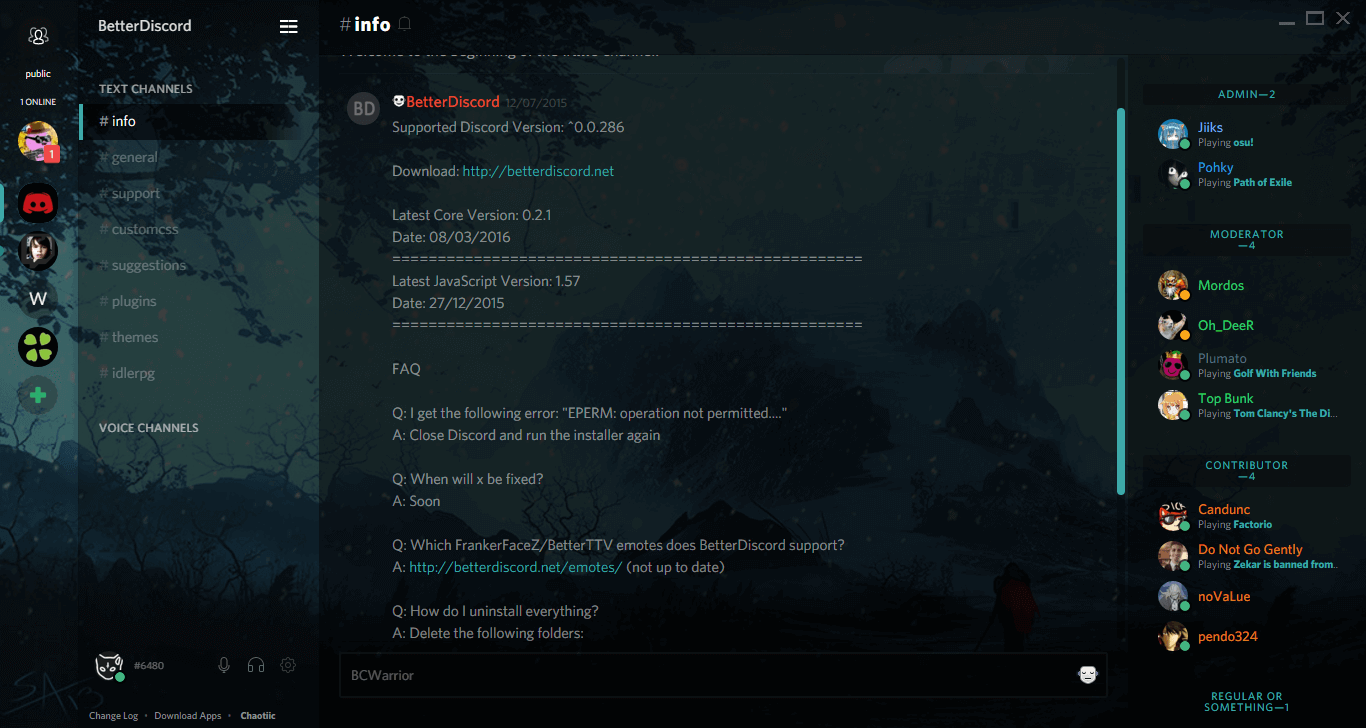 public
1 ONLINE
1
W
BetterDiscord
TEXT CHANNELS
# info
# general
# support
# customcss
# suggestions
# plugins
# themes
# idlerpg
VOICE CHANNELS
#6480
Change Log • Download Apps • Chaotiic
# info
BD
BetterDiscord 12/07/2015
Supported Discord Version: ^0.0.286
Download: http://betterdiscord.net
Latest Core Version: 0.2.1
Date: 08/03/2016
====================================================
Latest JavaScript Version: 1.57
Date: 27/12/2015
====================================================
FAQ
Q: I get the following error: "EPERM: operation not permitted...."
A: Close Discord and run the installer again
Q: When will x be fixed?
A: Soon
Q: Which FrankerFaceZ/BetterTTV emotes does BetterDiscord support?
A: http://betterdiscord.net/emotes/ (not up to date)
Q: How do I uninstall everything?
A: Delete the following folders:
BCWarrior
ADMIN—2
Jiiks
Playing osu!
Pohky
Playing Path of Exile
MODERATOR
—4
Mordos
Oh_DeeR
Plumato
Playing Golf With Friends
Top Bunk
Playing Tom Clancy's The Di...
CONTRIBUTOR
—4
Candunc
Playing Factorio
Do Not Go Gently
Playing Zekar is banned from...
noVaLue
pendo324
REGULAR OR
SOMETHING—1